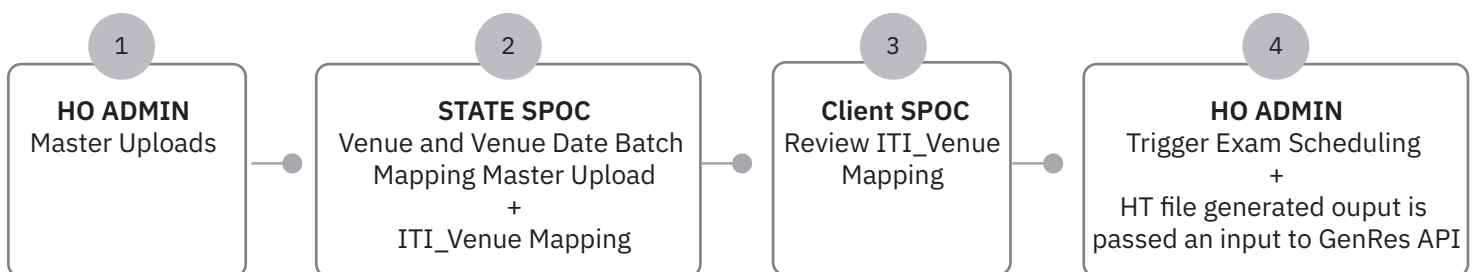 1
HO ADMIN
Master Uploads
2
STATE SPOC
Venue and Venue Date Batch
Mapping Master Upload
+
ITI_Venue Mapping
3
Client SPOC
Review ITI_Venue
Mapping
4
HO ADMIN
Trigger Exam Scheduling
+
HT file generated ouput is
passed an input to GenRes API